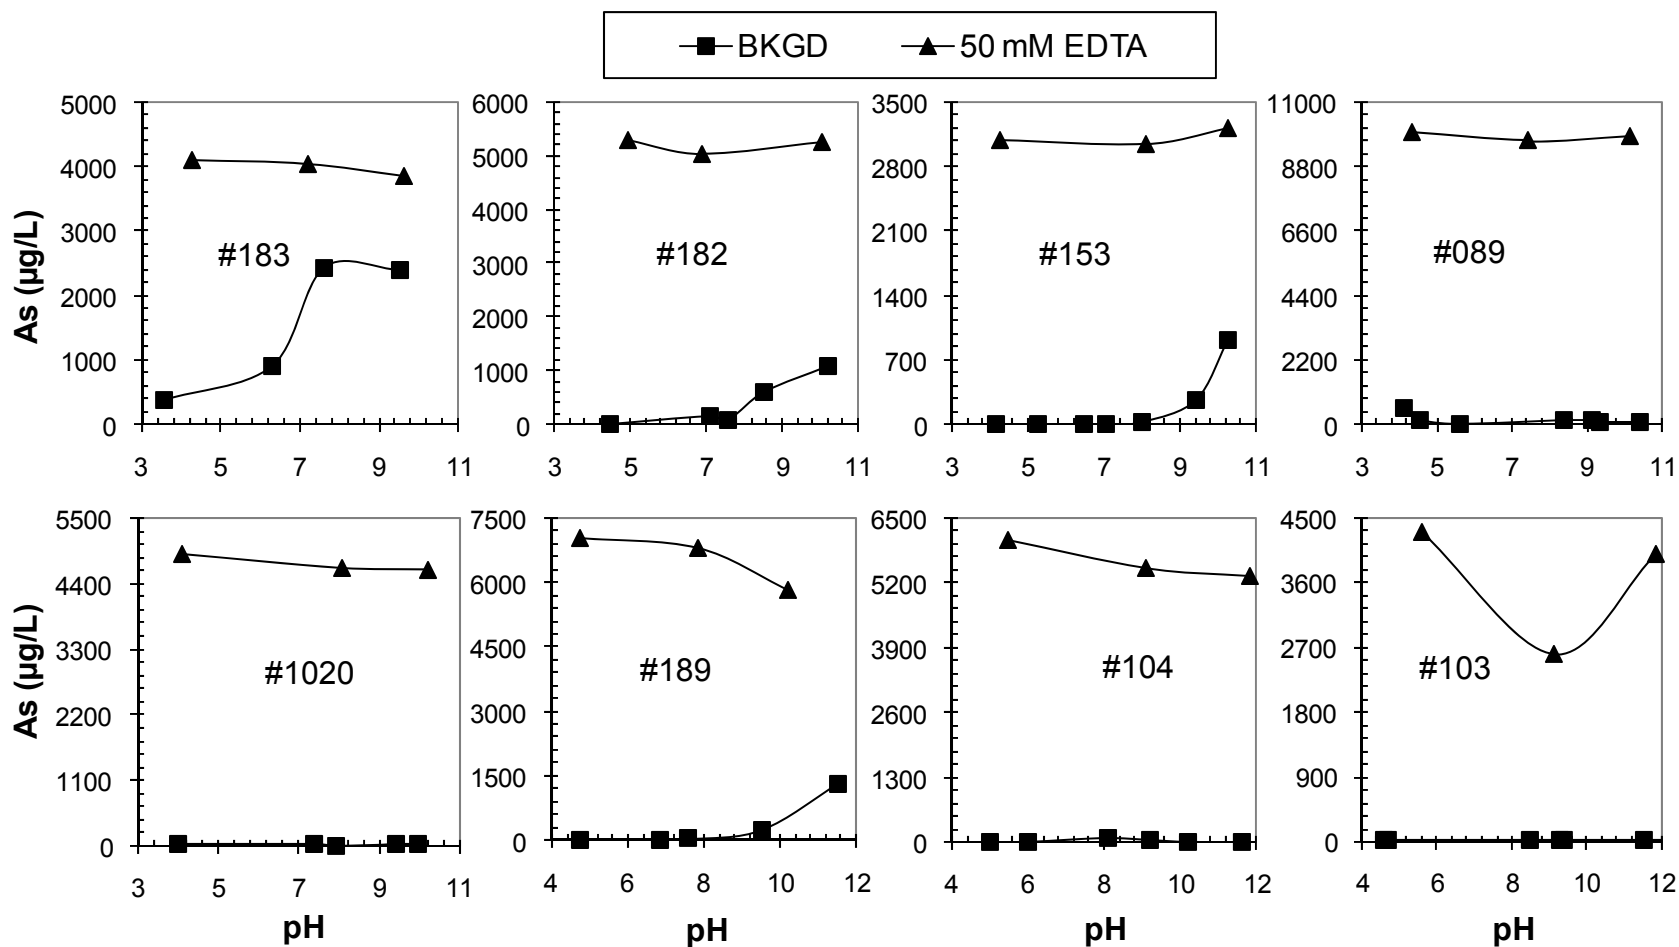 BKGD 50 mM EDTA
5000 6000 3500 11000
4000 5000 2800 8800
4000
3000 2100 6600
As (µg/L) #183 #182 #153 #089
3000
2000 1400 4400
2000
1000 700 2200
1000
0 0 0 0
3 5 7 9 11 3 5 7 9 11 3 5 7 9 11 3 5 7 9 11
5500 7500 6500 4500
4400 6000 5200 3600
3300 4500 3900 2700
As (µg/L) #1020 #189 #104 #103
2200 3000 2600 1800
1100 1500 1300 900
0 0 0 0
3 5 7 9 11 4 6 8 10 12 4 6 8 10 12 4 6 8 10 12
pH pH pH pH